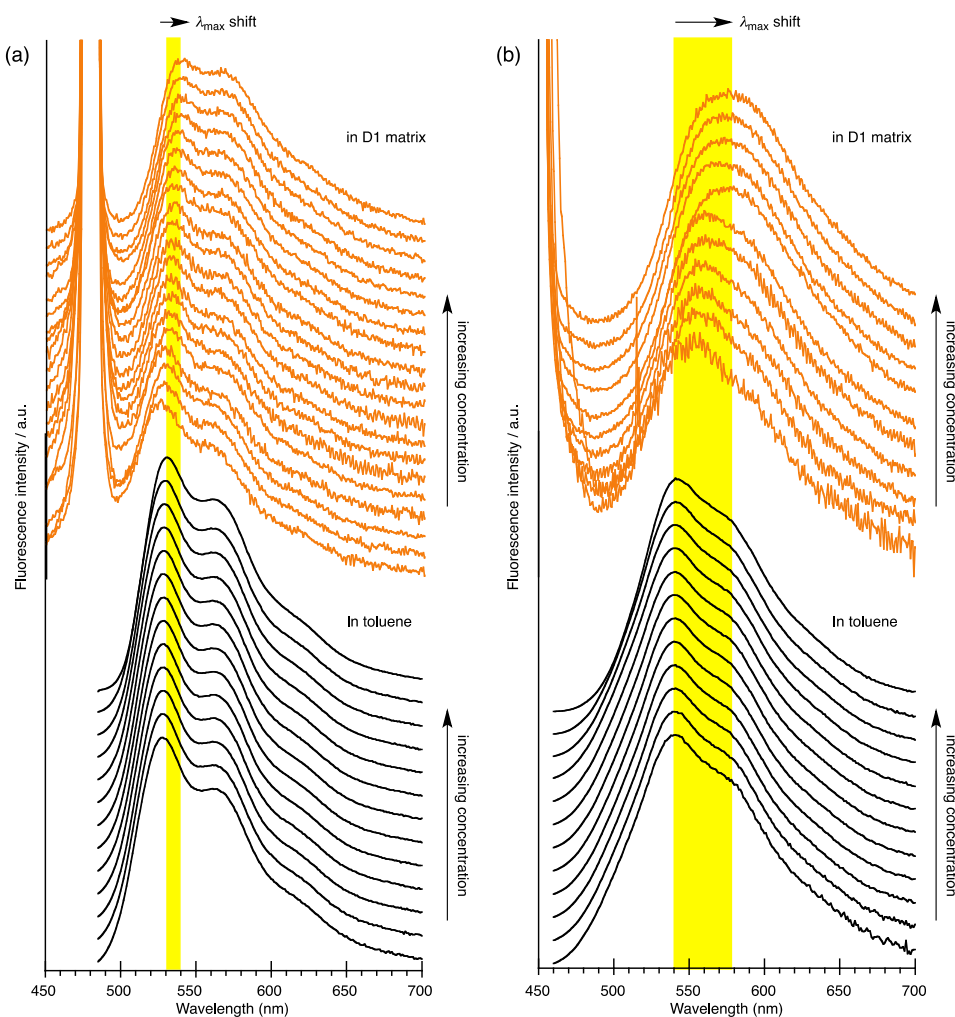 λmax shift
λmax shift
(a)
(b)
in D1 matrix
in D1 matrix
increasing concentration
increasing concentration
Fluorescence intensity / a.u.
Fluorescence intensity / a.u.
In toluene
In toluene
increasing concentration
increasing concentration
450 500 550 600 650 700
450 500 550 600 650 700
Wavelength (nm)
Wavelength (nm)